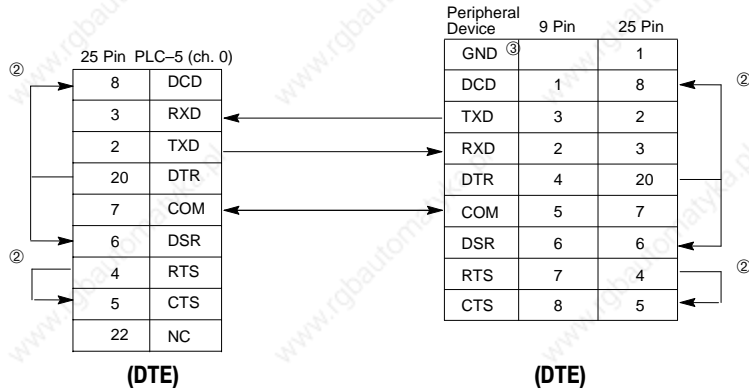 25 Pin PLC–5 (ch. 0)
②
8 DCD
3 RXD
2 TXD
20 DTR
7 COM
6 DSR
②
4 RTS
5 CTS
22 NC
(DTE)
Peripheral
Device 9 Pin 25 Pin
GND ③ 1
DCD 1 8
②
TXD 3 2
RXD 2 3
DTR 4 20
COM 5 7
DSR 6 6
②
RTS 7 4
CTS 8 5
(DTE)
www.rgbautomatyka.pl